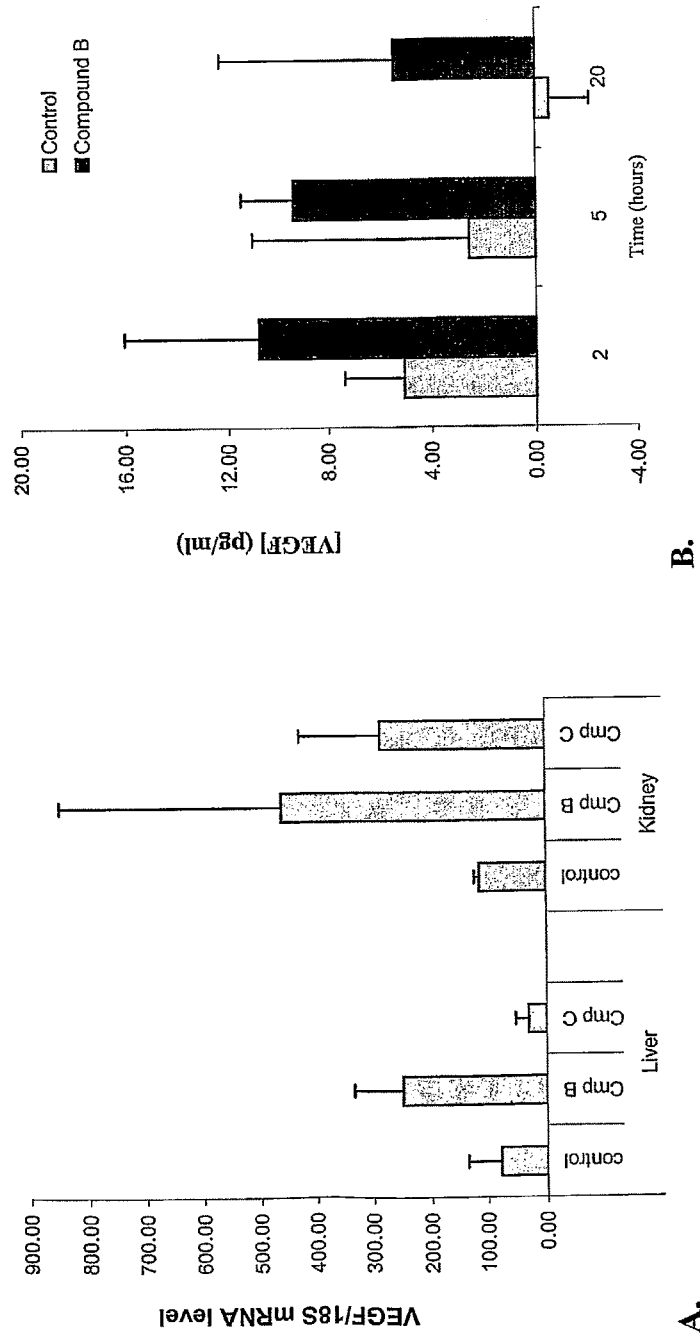 VEGF/18S mRNA level
900.00
800.00
700.00
600.00
500.00
400.00
300.00
200.00
100.00
0.00
control
Cmp B
Cmp C
control
Cmp B
Cmp C
Liver
Kidney
A.
[VEGF] (pg/ml)
20.00
16.00
12.00
8.00
4.00
0.00
-4.00
Control
Compound B
2
5
20
Time (hours)
B.